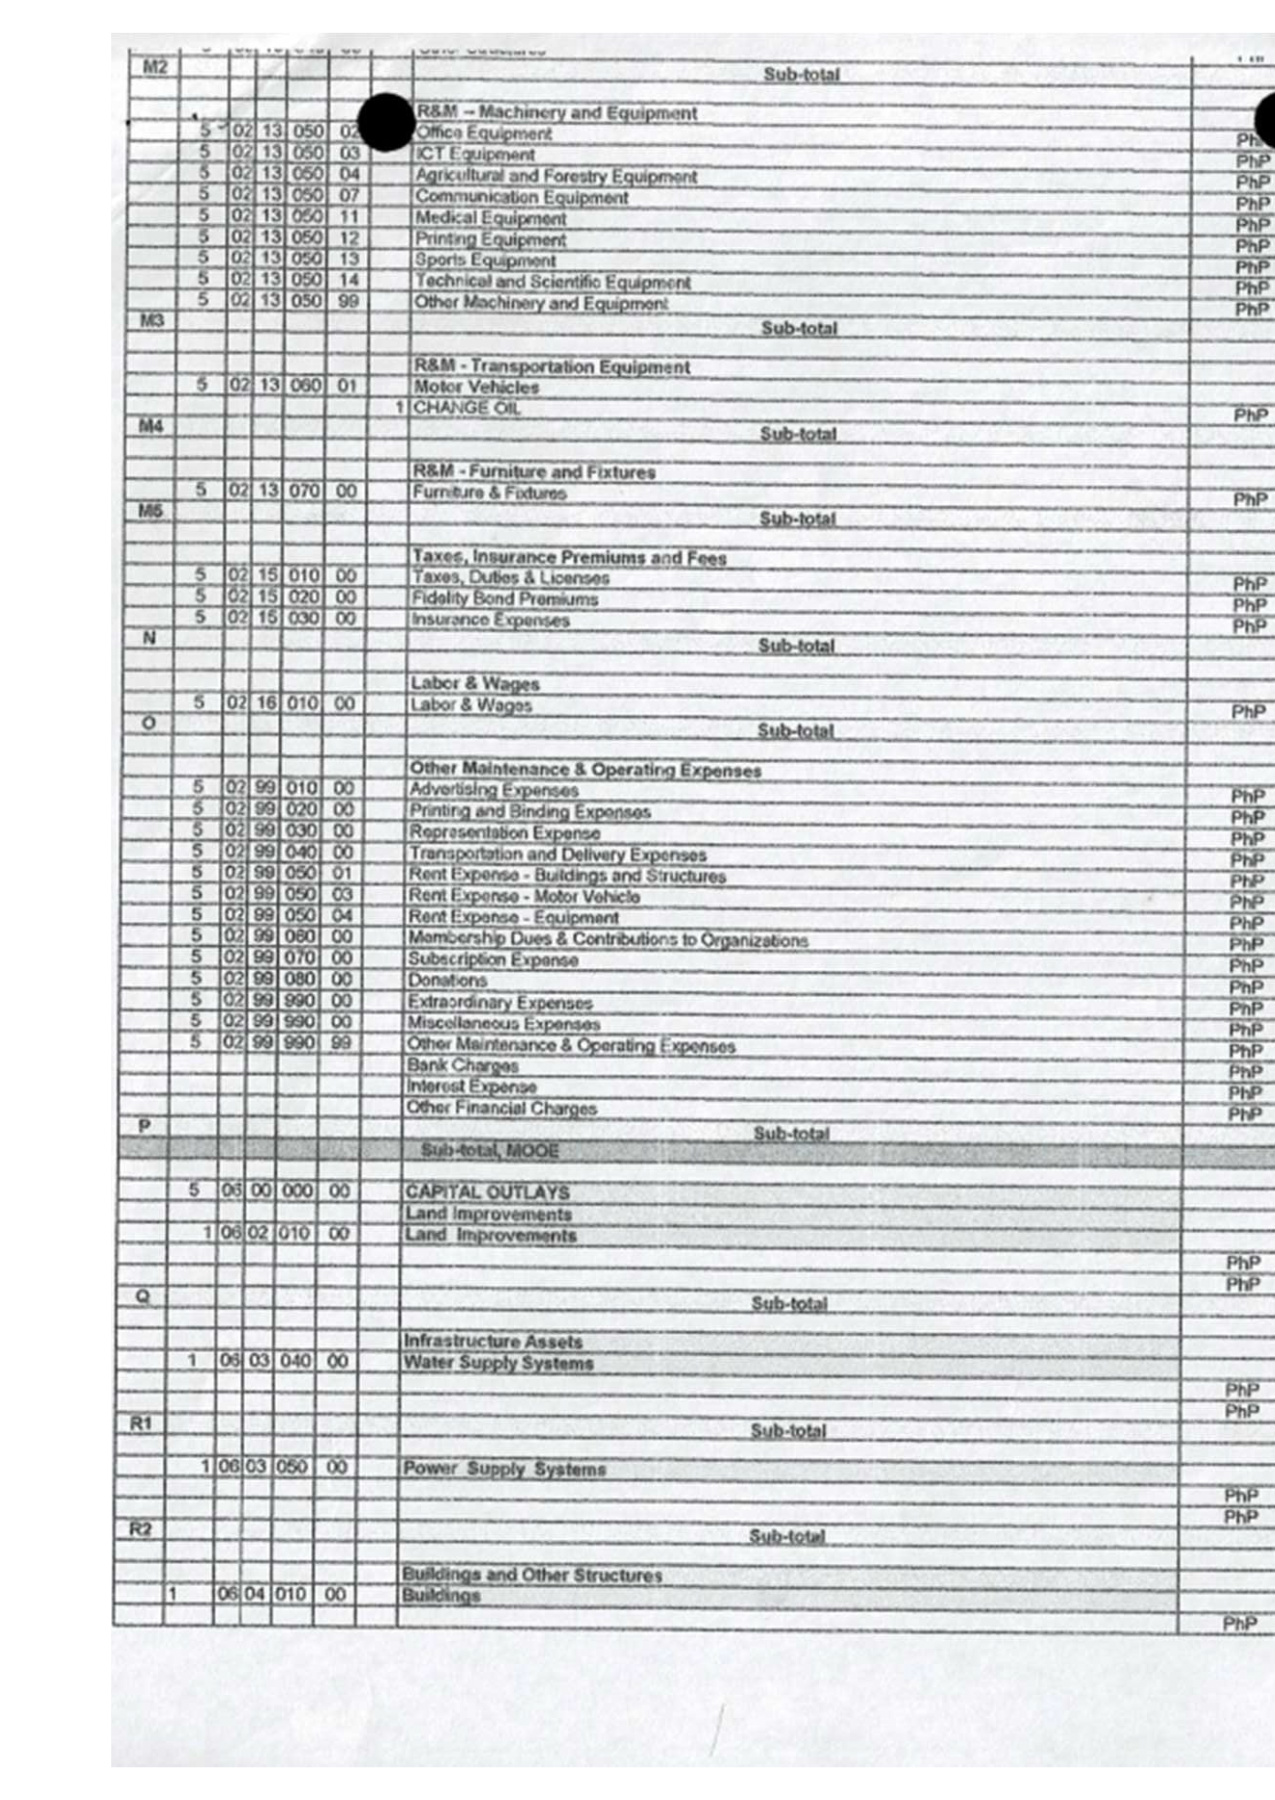 Other Structures
M2 Sub-total
R&M – Machinery and Equipment
5 02 13 050 02 Office Equipment PhP
5 02 13 050 03 ICT Equipment PhP
5 02 13 050 04 Agricultural and Forestry Equipment PhP
5 02 13 050 07 Communication Equipment PhP
5 02 13 050 11 Medical Equipment PhP
5 02 13 050 12 Printing Equipment PhP
5 02 13 050 13 Sports Equipment PhP
5 02 13 050 14 Technical and Scientific Equipment PhP
5 02 13 050 99 Other Machinery and Equipment PhP
M3 Sub-total
R&M - Transportation Equipment
5 02 13 060 01 Motor Vehicles
1 CHANGE OIL PhP
M4 Sub-total
R&M - Furniture and Fixtures
5 02 13 070 00 Furniture & Fixtures PhP
M5 Sub-total
Taxes, Insurance Premiums and Fees
5 02 15 010 00 Taxes, Duties & Licenses PhP
5 02 15 020 00 Fidelity Bond Premiums PhP
5 02 15 030 00 Insurance Expenses PhP
N Sub-total
Labor & Wages
5 02 16 010 00 Labor & Wages PhP
O Sub-total
Other Maintenance & Operating Expenses
5 02 99 010 00 Advertising Expenses PhP
5 02 99 020 00 Printing and Binding Expenses PhP
5 02 99 030 00 Representation Expense PhP
5 02 99 040 00 Transportation and Delivery Expenses PhP
5 02 99 050 01 Rent Expense - Buildings and Structures PhP
5 02 99 050 03 Rent Expense - Motor Vehicle PhP
5 02 99 050 04 Rent Expense - Equipment PhP
5 02 99 060 00 Membership Dues & Contributions to Organizations PhP
5 02 99 070 00 Subscription Expense PhP
5 02 99 080 00 Donations PhP
5 02 99 990 00 Extraordinary Expenses PhP
5 02 99 990 00 Miscellaneous Expenses PhP
5 02 99 990 99 Other Maintenance & Operating Expenses PhP
Bank Charges PhP
Interest Expense PhP
Other Financial Charges PhP
P Sub-total
Sub-total, MOOE
5 06 00 000 00 CAPITAL OUTLAYS
Land Improvements
1 06 02 010 00 Land Improvements
PhP
PhP
Q Sub-total
Infrastructure Assets
1 06 03 040 00 Water Supply Systems
PhP
PhP
R1 Sub-total
1 06 03 050 00 Power Supply Systems
PhP
PhP
R2 Sub-total
Buildings and Other Structures
1 06 04 010 00 Buildings
PhP